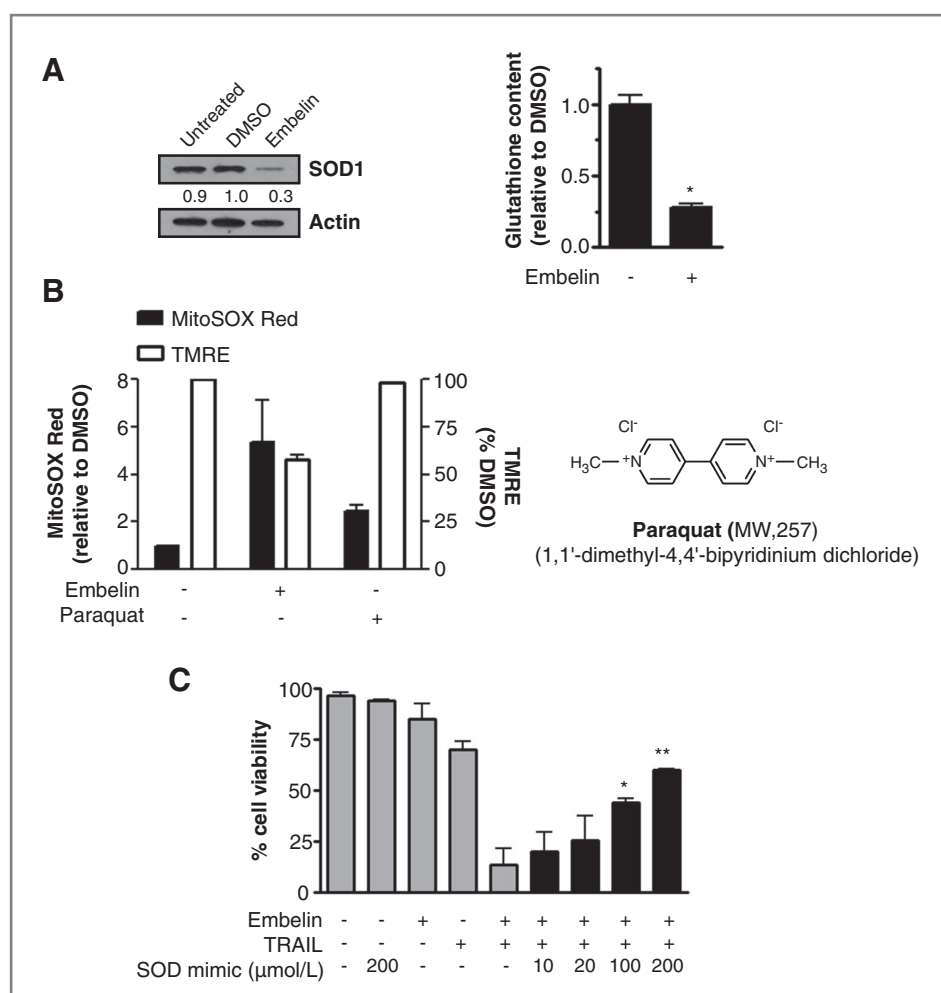 A
Untreated
DMSO
Embelin
SOD1
0.9 1.0 0.3
Actin
Glutathione content
(relative to DMSO)
1.0
0.5
0.0
*
Embelin - +
B
MitoSOX Red
TMRE
MitoSOX Red
(relative to DMSO)
8
6
4
2
0
100
75
50
25
0
TMRE
(% DMSO)
Embelin - + -
Paraquat - - +
Cl- Cl-
H3C +N N+ CH3
Paraquat (MW,257)
(1,1'-dimethyl-4,4'-bipyridinium dichloride)
C
% cell viability
100
75
50
25
0
* **
Embelin - - + - + + + + +
TRAIL - - - + + + + + +
SOD mimic (μmol/L) - 200 - - - 10 20 100 200